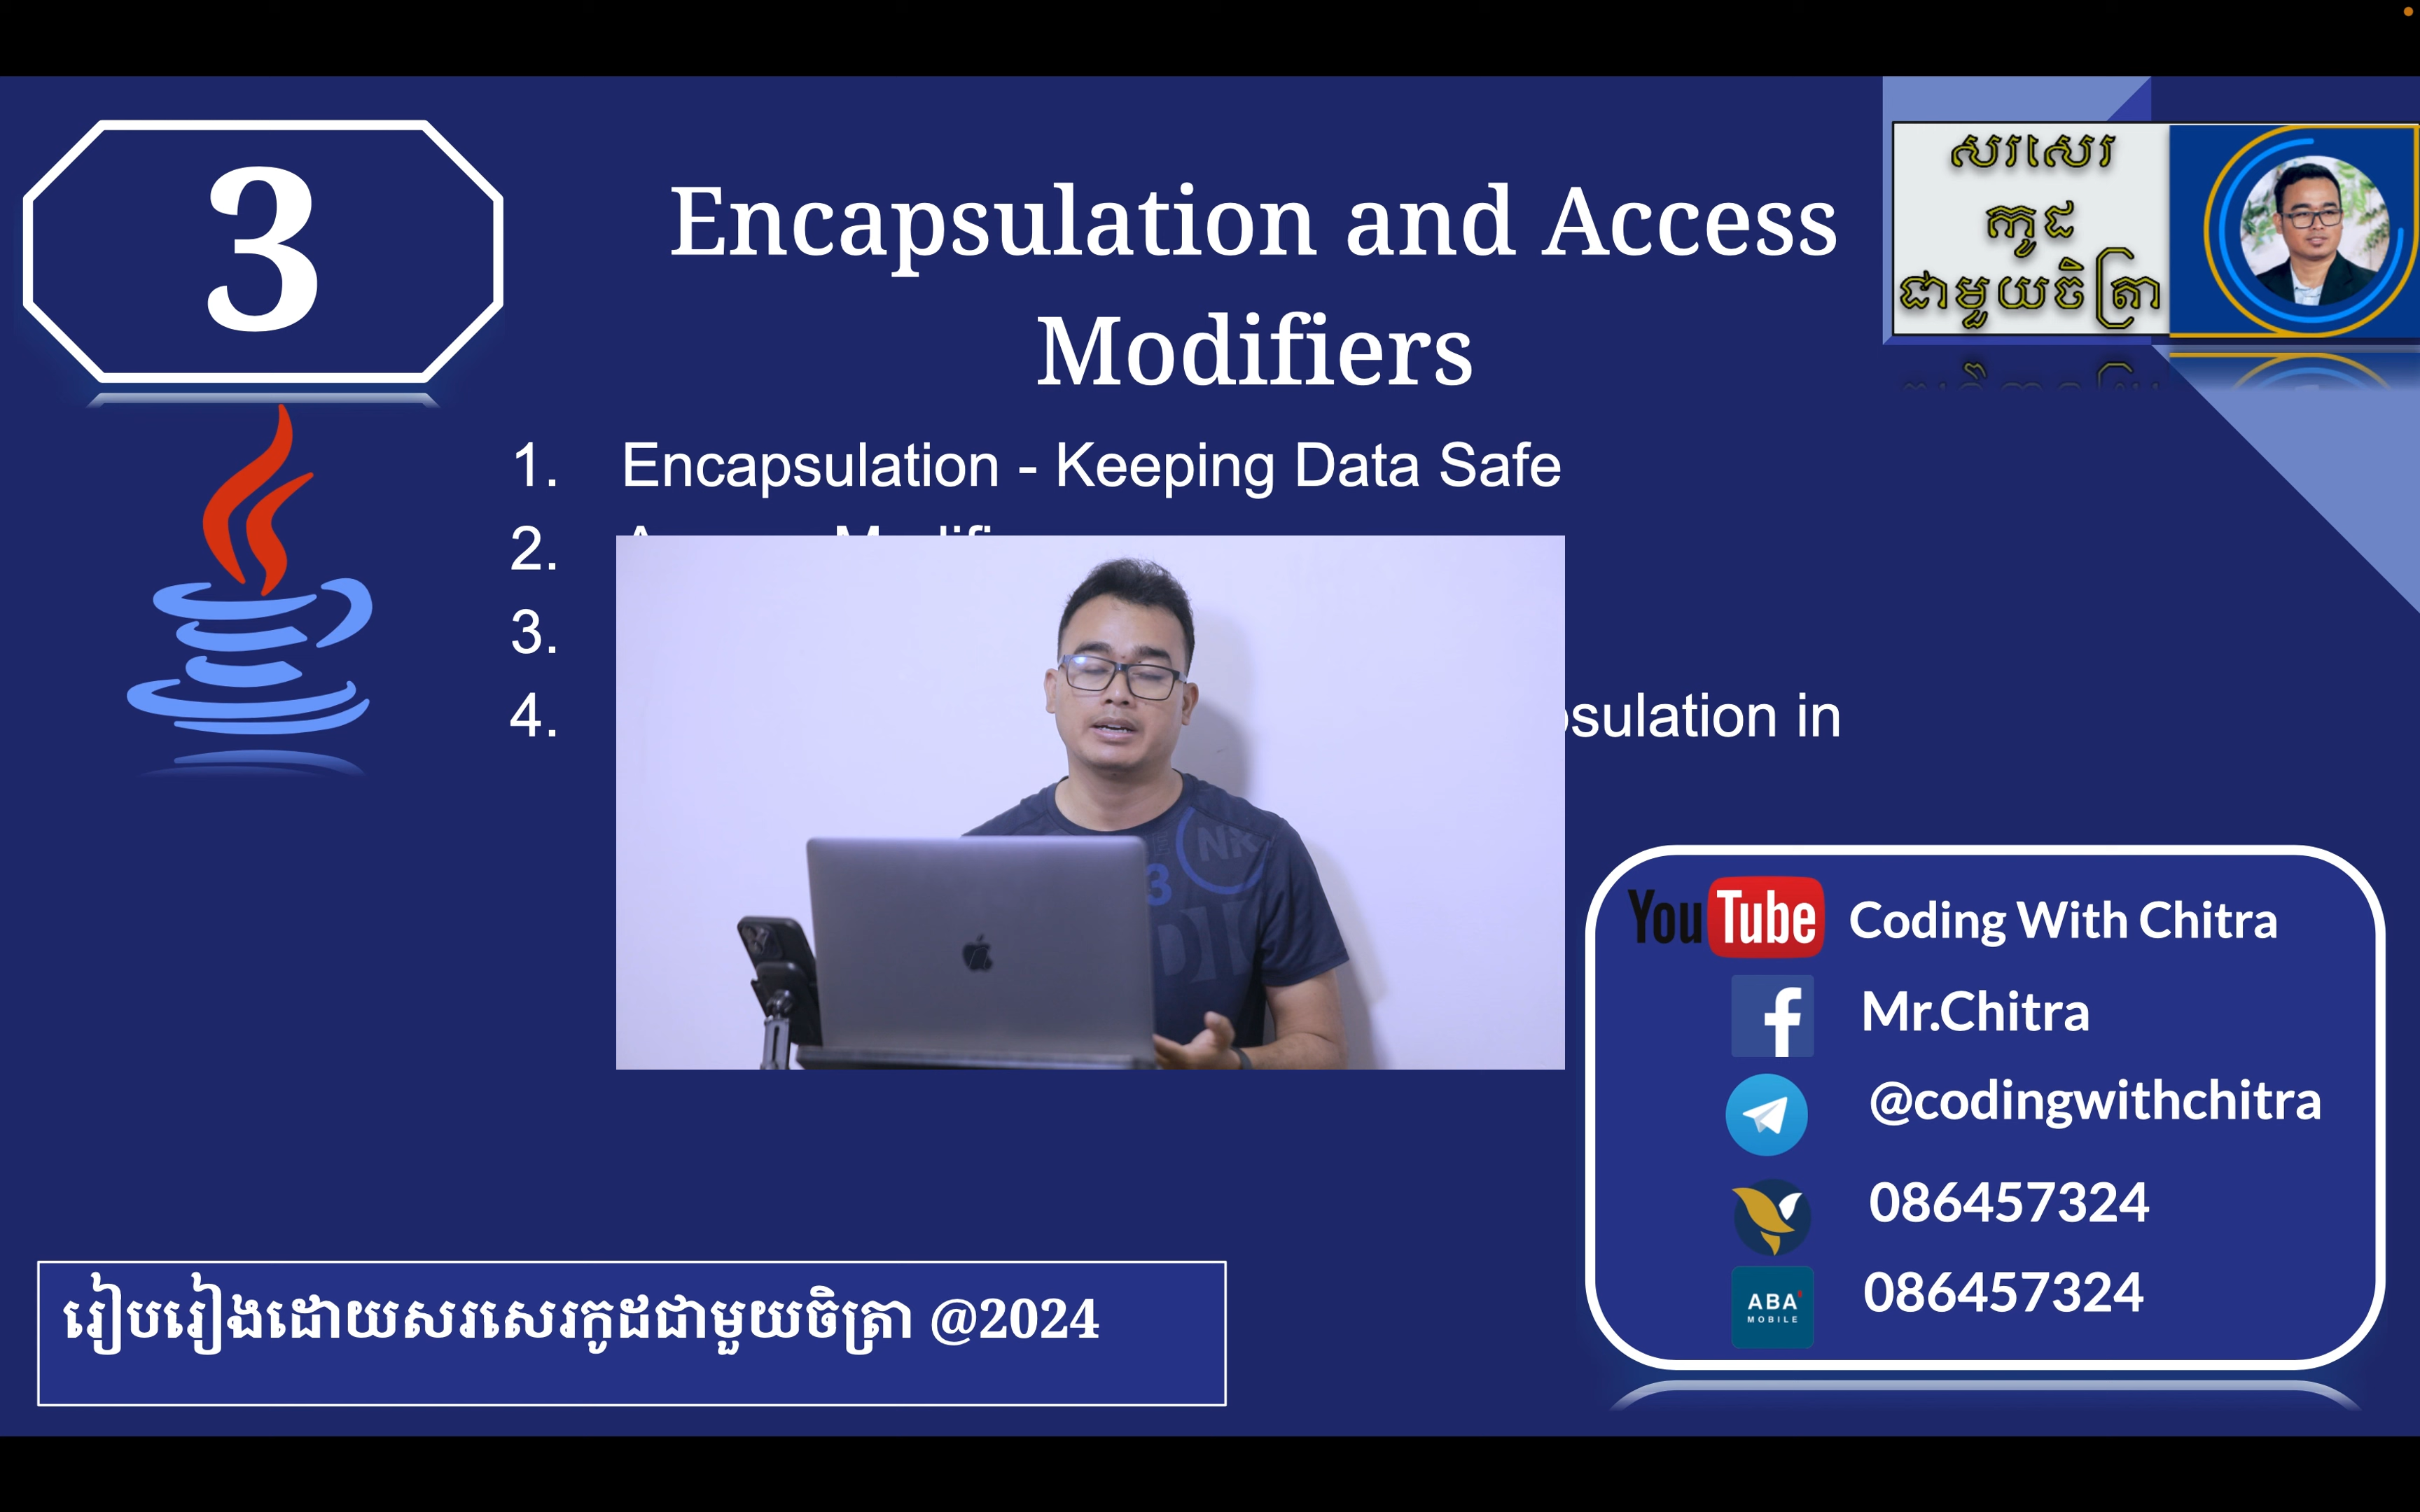 3
Encapsulation and Access
Modifiers
សរសេរ
កូដ
ជាមួយចិត្រា
1. Encapsulation - Keeping Data Safe
2.
3.
4. in
You Tube Coding With Chitra
Mr.Chitra
@codingwithchitra
086457324
ABA
MOBILE
086457324
រៀបរៀងដោយសរសេរកូដជាមួយចិត្រា @2024